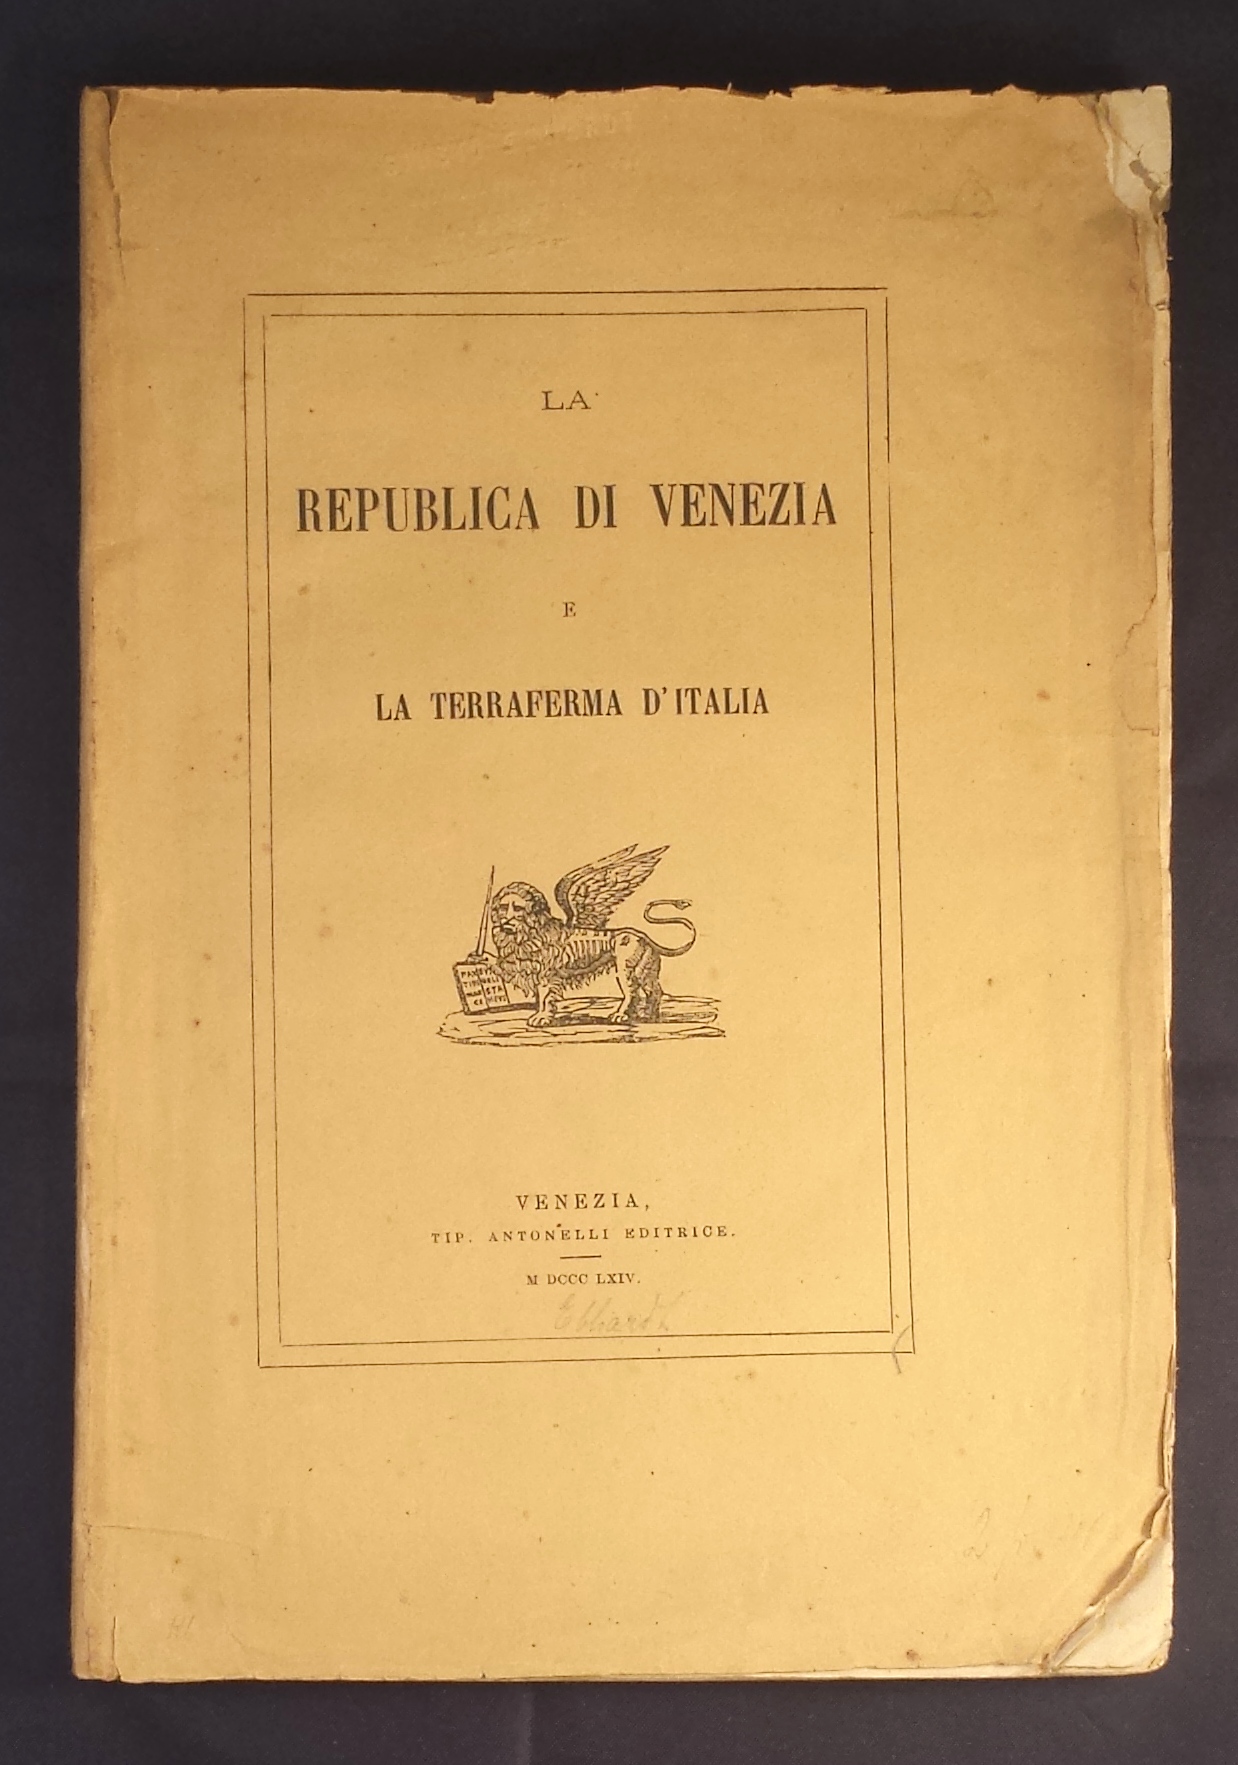 LA
REPUBLICA DI VENEZIA
E
LA TERRAFERMA D'ITALIA
VENEZIA,
TIP. ANTONELLI EDITRICE.
M DCCC LXIV.